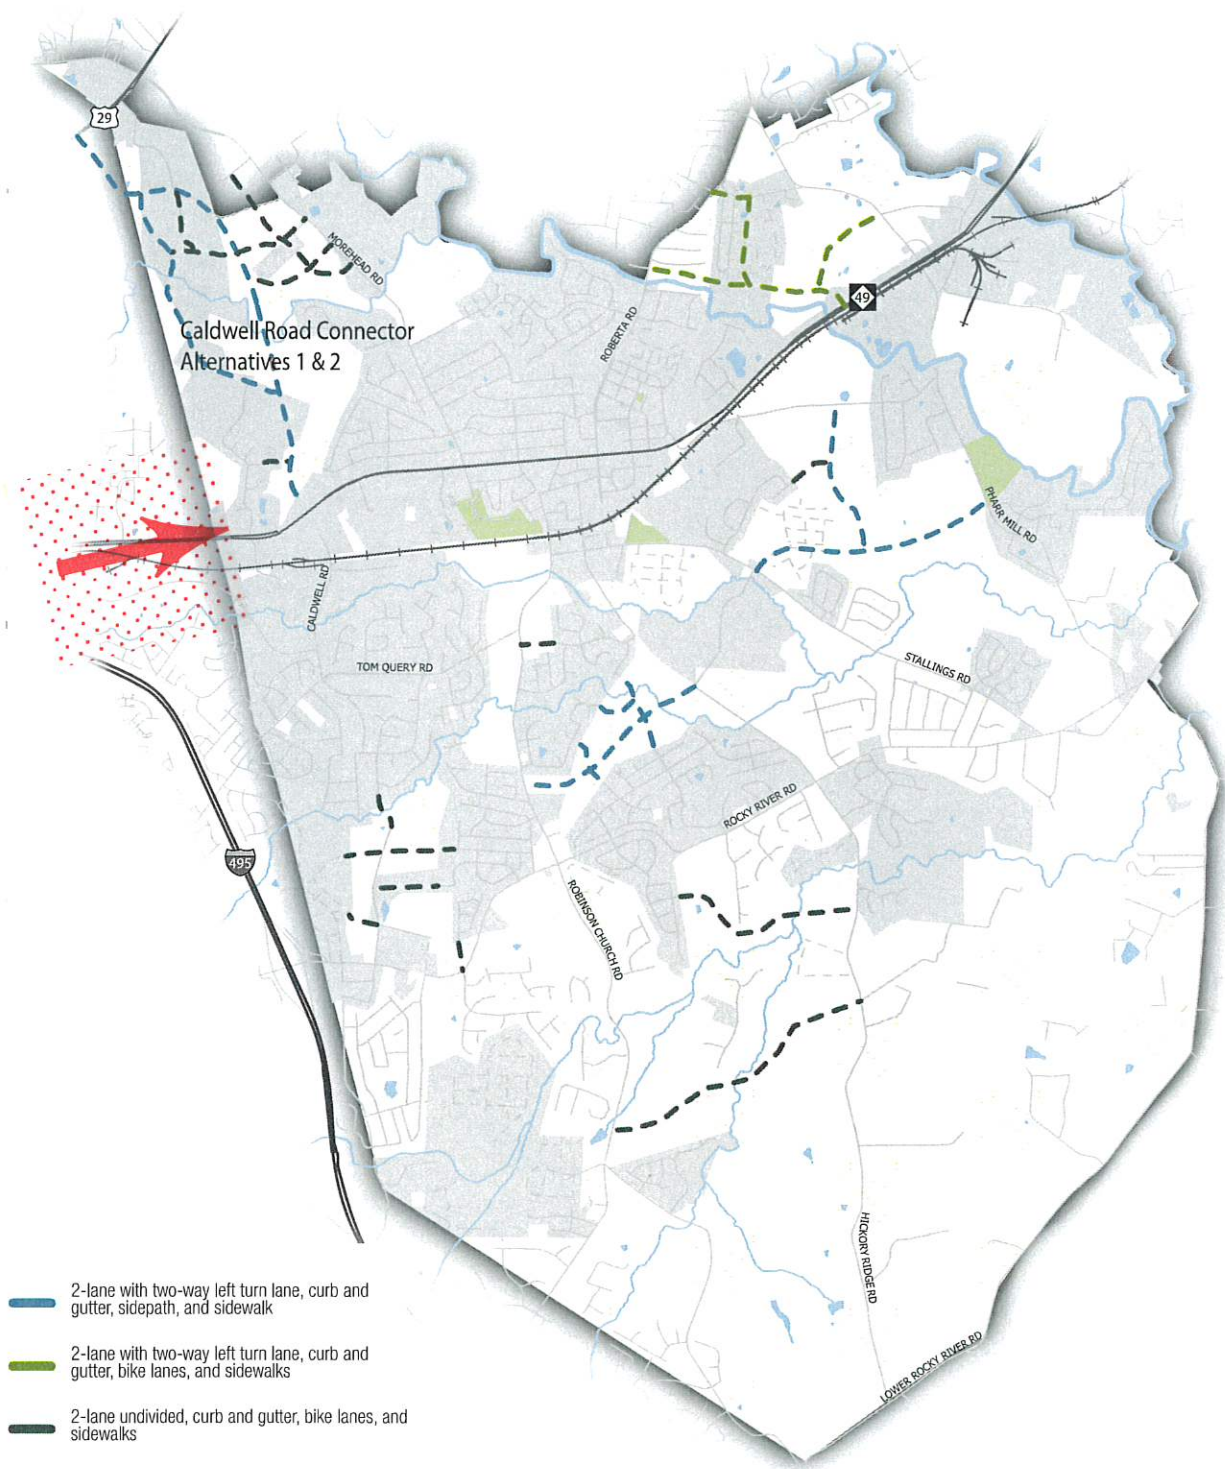 29
MOREHEAD RD
49
ROBERTA RD
Caldwell Road Connector
Alternatives 1 & 2
PHARR MILL RD
CALDWELL RD
TOM QUERY RD
STALLINGS RD
ROCKY RIVER RD
495
ROBINSON CHURCH RD
HICKORY RIDGE RD
LOWER ROCKY RIVER RD
2-lane with two-way left turn lane, curb and
gutter, sidepath, and sidewalk
2-lane with two-way left turn lane, curb and
gutter, bike lanes, and sidewalks
2-lane undivided, curb and gutter, bike lanes, and
sidewalks